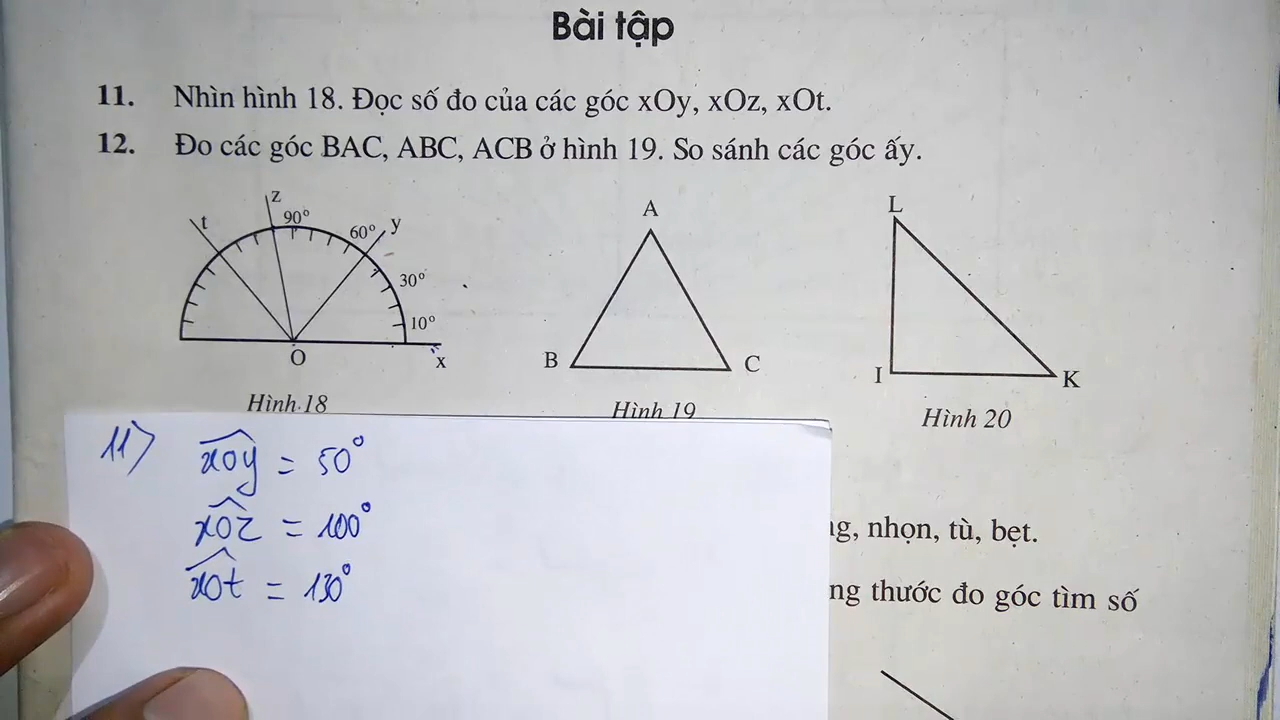 Bài tập
11. Nhìn hình 18. Đọc số đo của các góc xOy, xOz, xOt.
12. Đo các góc BAC, ABC, ACB ở hình 19. So sánh các góc ấy.
t z 90° 60° y 30° 10° O x
A B C
L I K
Hình 18 Hình 19 Hình 20
11) xOy = 50°
xOz = 100°
xOt = 130°
nhọn, tù, bẹt.
thước đo góc tìm số